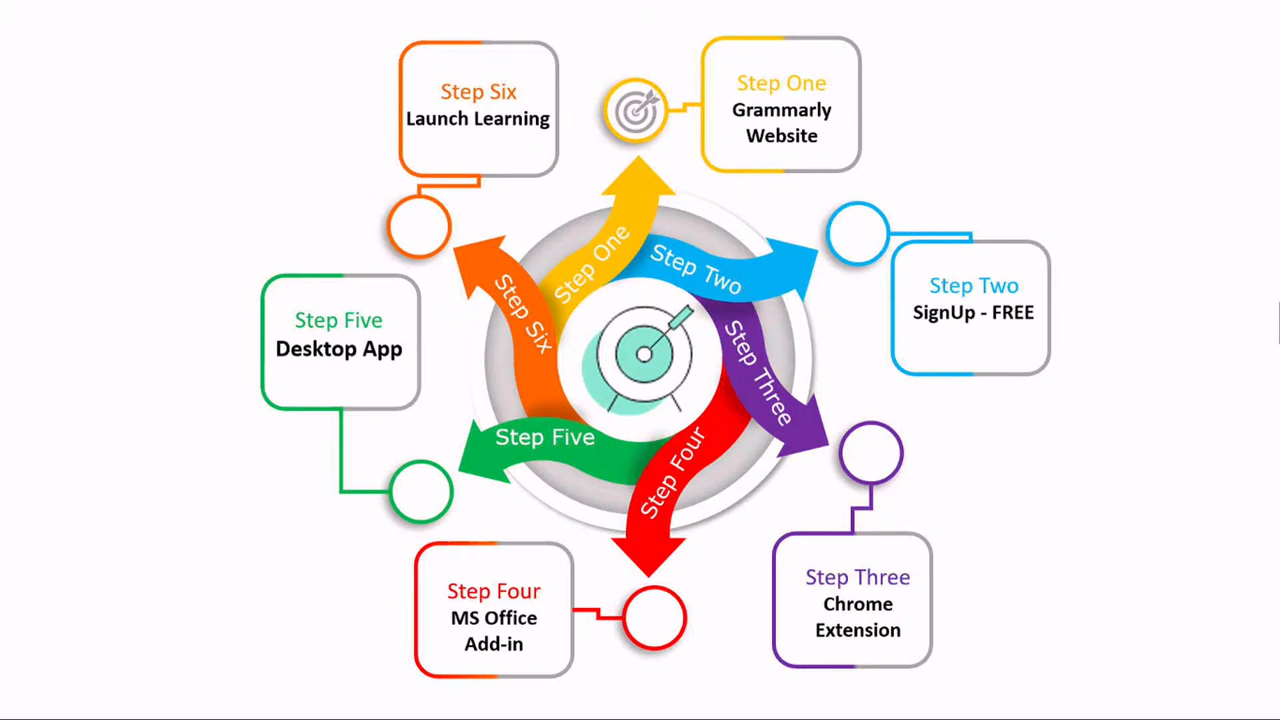 Step One
Grammarly
Website
Step Two
SignUp - FREE
Step Three
Chrome
Extension
Step Four
MS Office
Add-in
Step Five
Desktop App
Step Six
Launch Learning
Step One
Step Two
Step Three
Step Four
Step Five
Step Six